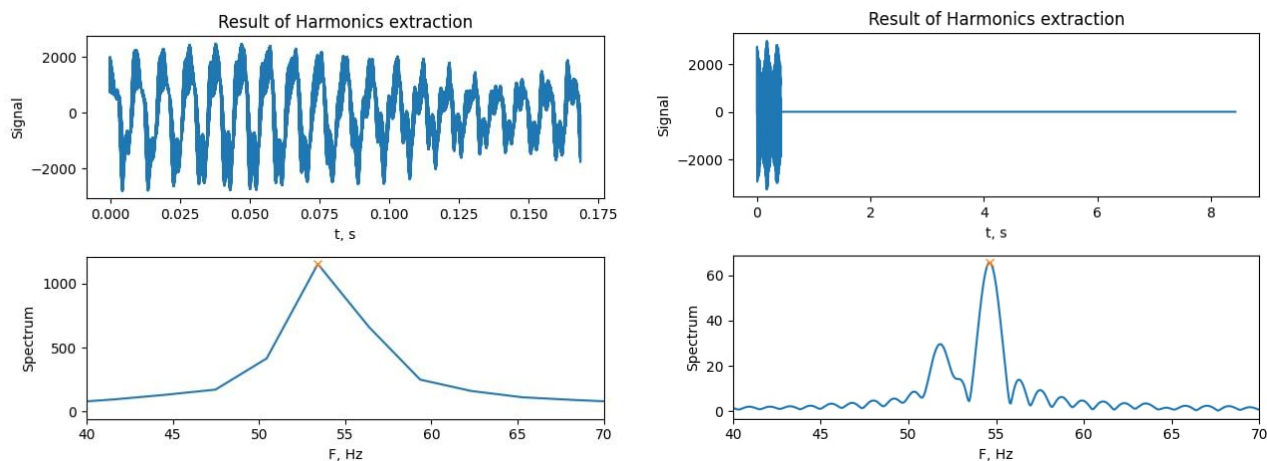 Result of Harmonics extraction
Signal
2000
0
−2000
0.000 0.025 0.050 0.075 0.100 0.125 0.150 0.175
t, s
Spectrum
1000
500
0
40 45 50 55 60 65 70
F, Hz
Result of Harmonics extraction
Signal
2000
0
−2000
0 2 4 6 8
t, s
Spectrum
60
40
20
0
40 45 50 55 60 65 70
F, Hz